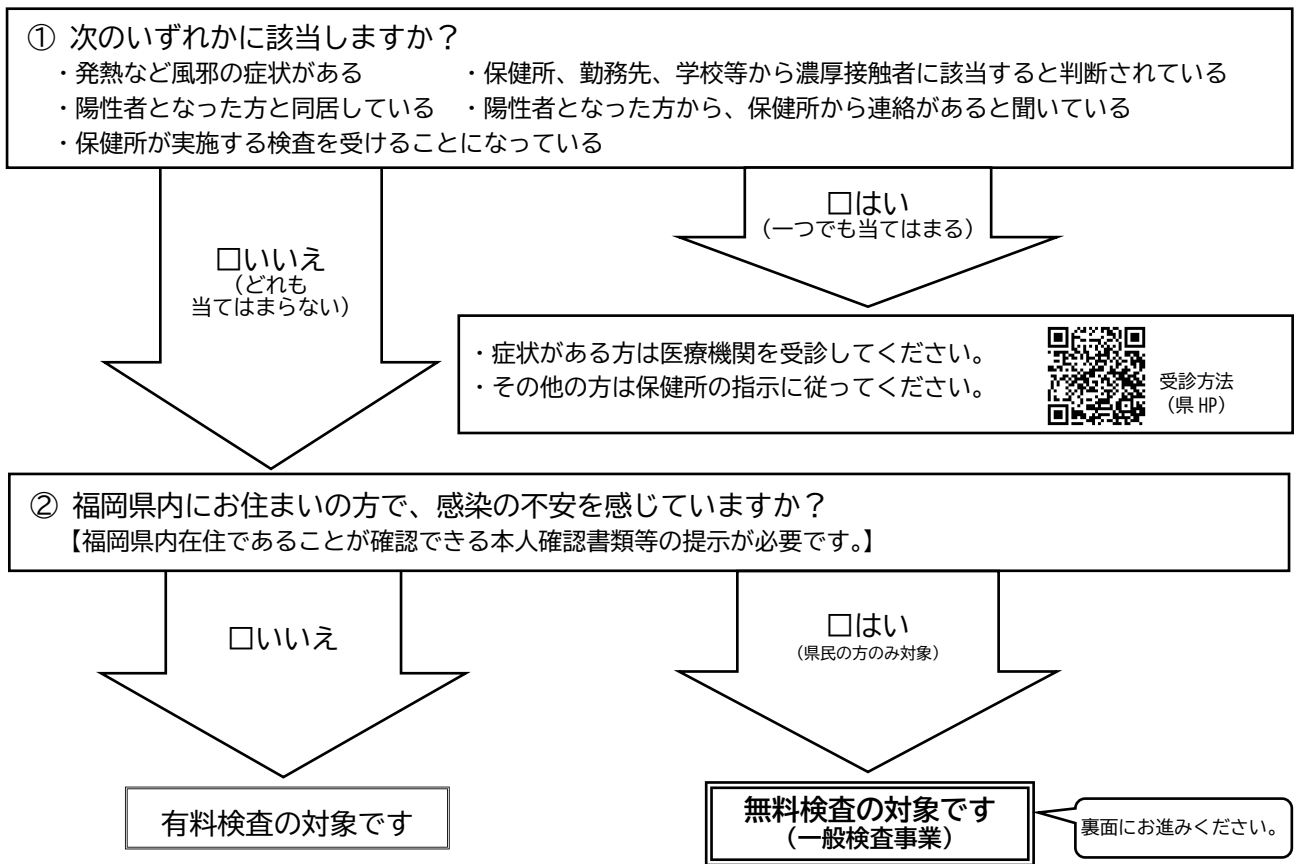 ① 次のいずれかに該当しますか？
・発熱など風邪の症状がある ・保健所、勤務先、学校等から濃厚接触者に該当すると判断されている
・陽性者となった方と同居している ・陽性者となった方から、保健所から連絡があると聞いている
・保健所が実施する検査を受けることになっている
□いいえ
（どれも
当てはまらない）
□はい
（一つでも当てはまる）
・症状がある方は医療機関を受診してください。
・その他の方は保健所の指示に従ってください。
受診方法
（県 HP）
② 福岡県内にお住まいの方で、感染の不安を感じていますか？
【福岡県内在住であることが確認できる本人確認書類等の提示が必要です。】
□いいえ
□はい
（県民の方のみ対象）
有料検査の対象です
無料検査の対象です
（一般検査事業）
裏面にお進みください。